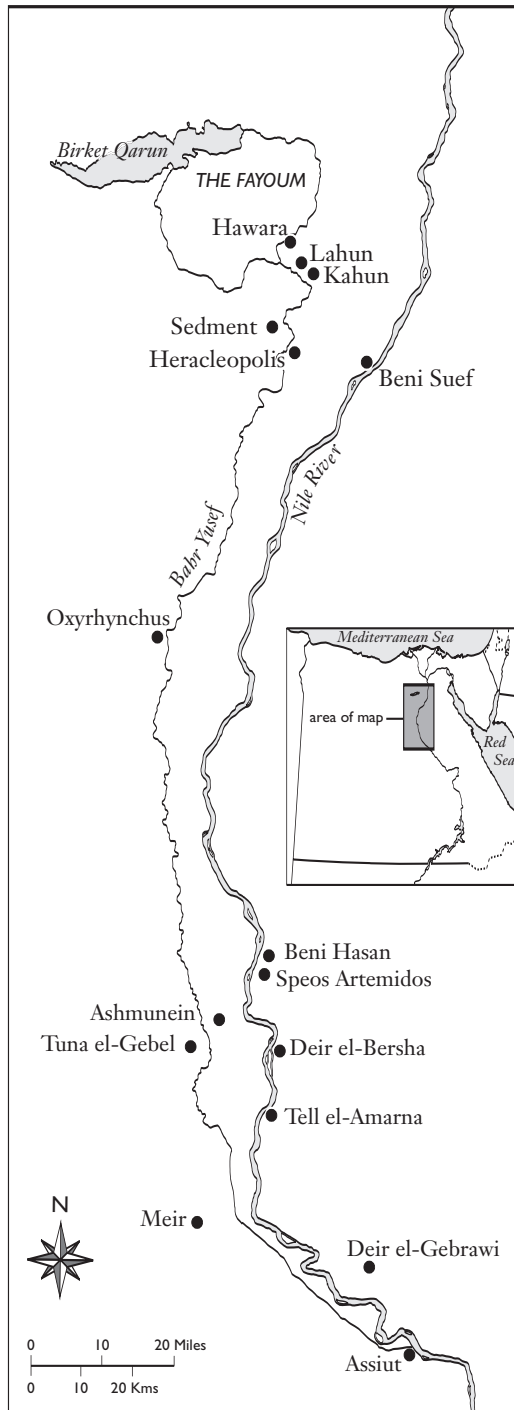 Birket Qarun
THE FAYOUM
Hawara
Lahun
Kahun
Sedment
Heracleopolis
Beni Suef
Nile River
Bahr Yusef
Oxyrhynchus
Mediterranean Sea
area of map
Red
Sea
Beni Hasan
Speos Artemidos
Ashmunein
Tuna el-Gebel
Deir el-Bersha
Tell el-Amarna
N
Meir
Deir el-Gebrawi
Assiut
0 10 20 Miles
0 10 20 Kms